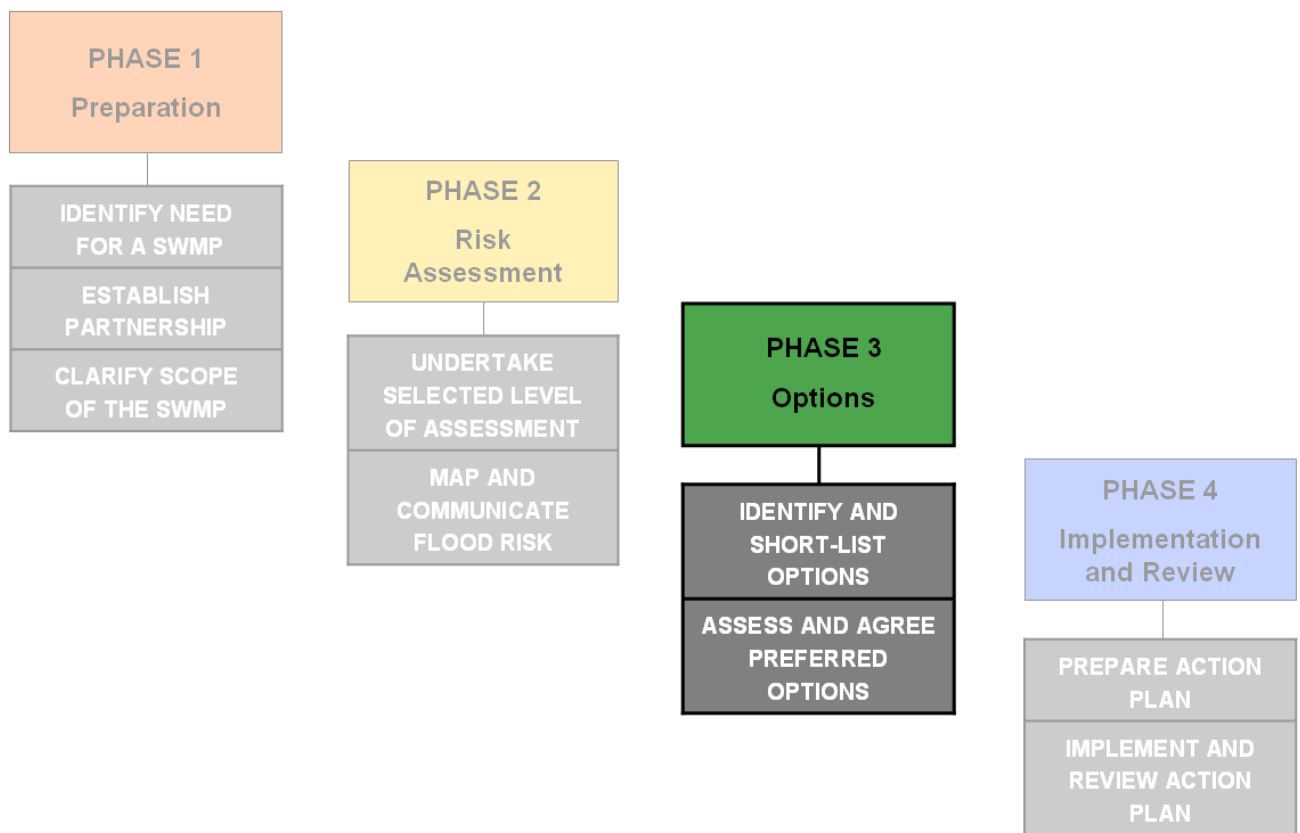 PHASE 1
Preparation
IDENTIFY NEED
FOR A SWMP
ESTABLISH
PARTNERSHIP
CLARIFY SCOPE
OF THE SWMP
PHASE 2
Risk
Assessment
UNDERTAKE
SELECTED LEVEL
OF ASSESSMENT
MAP AND
COMMUNICATE
FLOOD RISK
PHASE 3
Options
IDENTIFY AND
SHORT-LIST
OPTIONS
ASSESS AND AGREE
PREFERRED
OPTIONS
PHASE 4
Implementation
and Review
PREPARE ACTION
PLAN
IMPLEMENT AND
REVIEW ACTION
PLAN